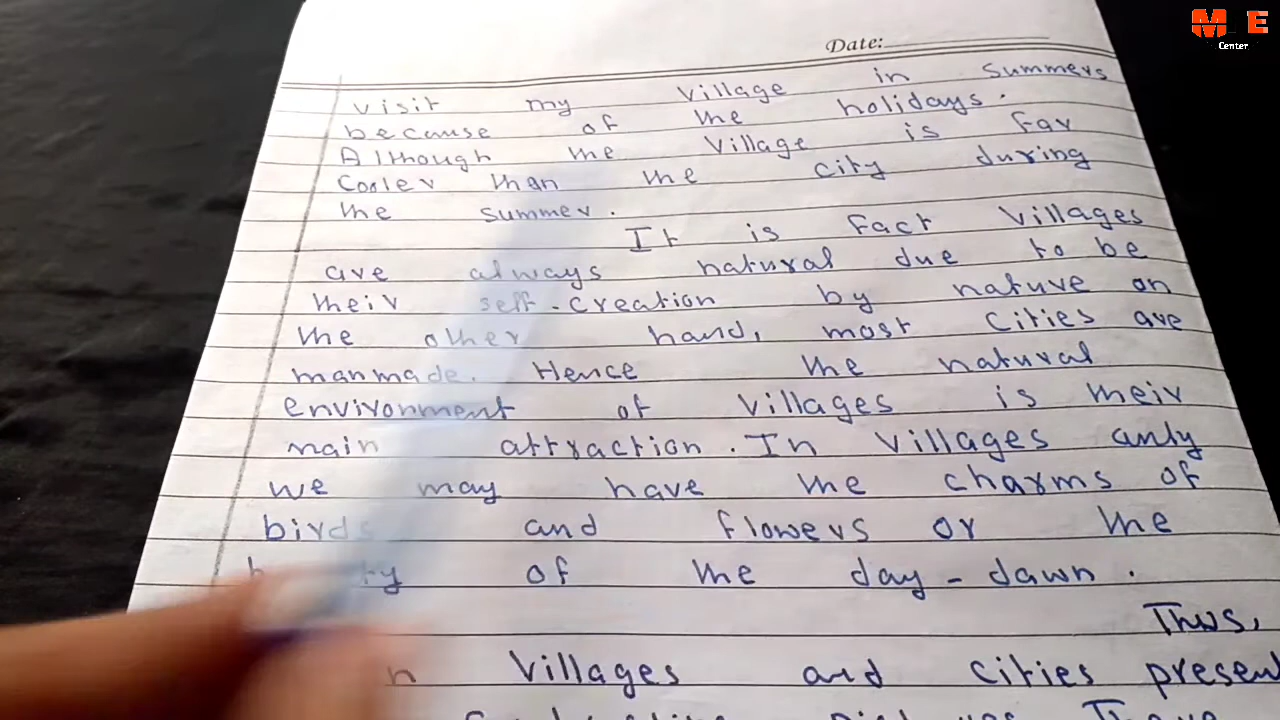 M E
Center
Date:
visit my village in summers
because of the holidays.
Although the village is far
cooler than the city during
the summer.
It is fact villages
are always natural due to be
their self-creation by nature on
the other hand, most cities are
manmade. Hence the natural
environment of villages is their
main attraction. In villages only
we may have the charms of
birds and flowers or the
of the day-dawn.
Thus,
villages and cities present